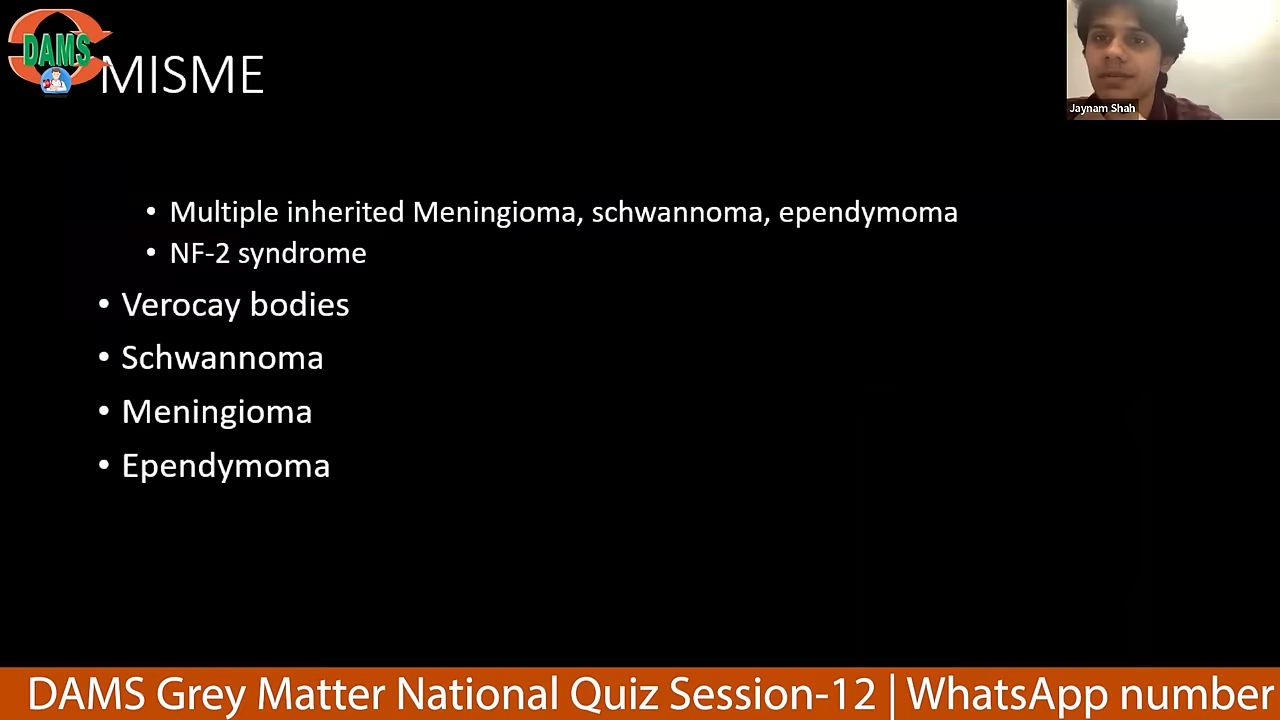 DAMS
MISME
Jaynam Shah
• Multiple inherited Meningioma, schwannoma, ependymoma
• NF-2 syndrome
• Verocay bodies
• Schwannoma
• Meningioma
• Ependymoma
DAMS Grey Matter National Quiz Session-12 | WhatsApp number